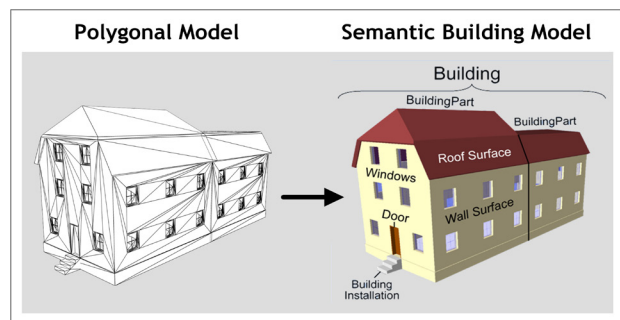 Polygonal Model
Semantic Building Model
Building
BuildingPart
BuildingPart
Roof Surface
Windows
Wall Surface
Door
Building
Installation